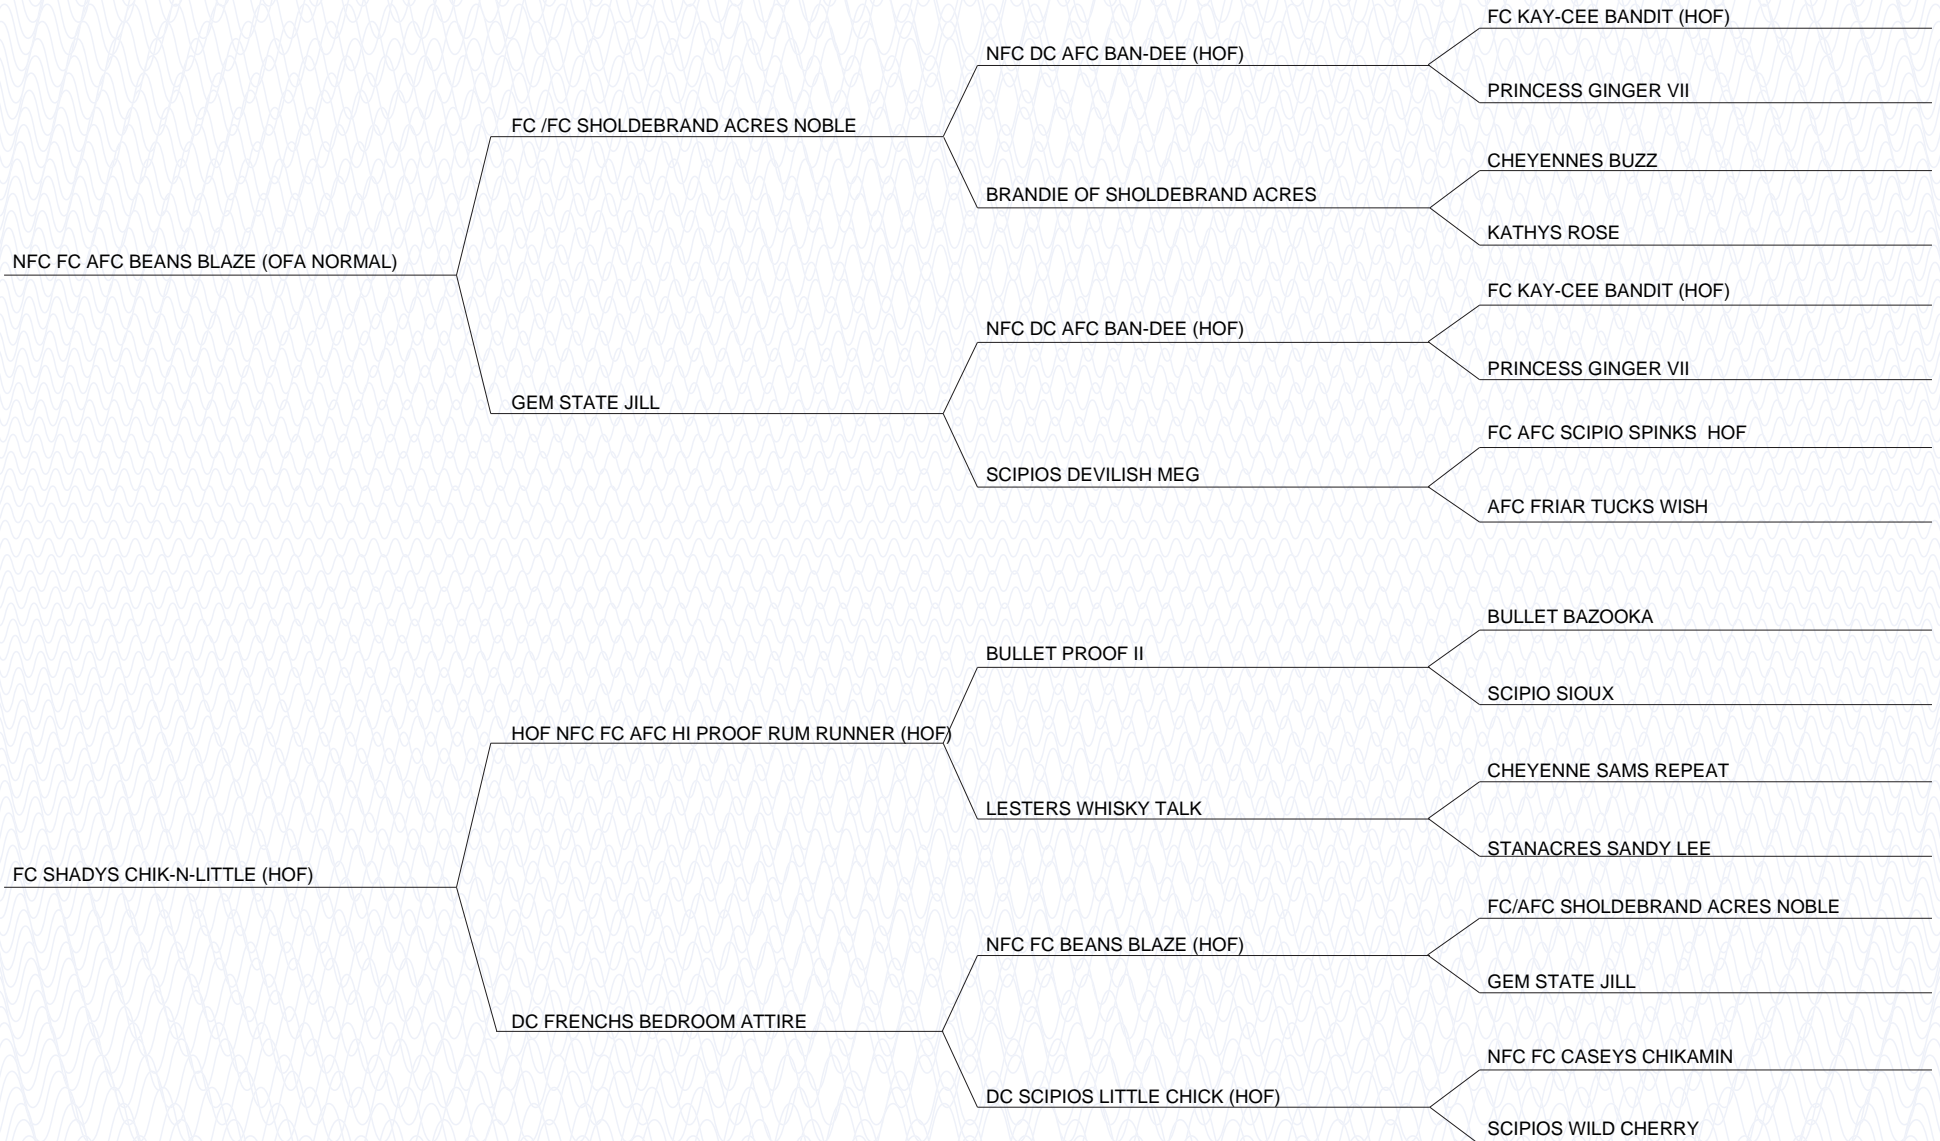 FC KAY-CEE BANDIT (HOF)
NFC DC AFC BAN-DEE (HOF)
PRINCESS GINGER VII
FC /FC SHOLDEBRAND ACRES NOBLE
CHEYENNES BUZZ
BRANDIE OF SHOLDEBRAND ACRES
KATHYS ROSE
NFC FC AFC BEANS BLAZE (OFA NORMAL)
FC KAY-CEE BANDIT (HOF)
NFC DC AFC BAN-DEE (HOF)
PRINCESS GINGER VII
GEM STATE JILL
FC AFC SCIPIO SPINKS  HOF
SCIPIOS DEVILISH MEG
AFC FRIAR TUCKS WISH
BULLET BAZOOKA
BULLET PROOF II
SCIPIO SIOUX
HOF NFC FC AFC HI PROOF RUM RUNNER (HOF)
CHEYENNE SAMS REPEAT
LESTERS WHISKY TALK
STANACRES SANDY LEE
FC SHADYS CHIK-N-LITTLE (HOF)
FC/AFC SHOLDEBRAND ACRES NOBLE
NFC FC BEANS BLAZE (HOF)
GEM STATE JILL
DC FRENCHS BEDROOM ATTIRE
NFC FC CASEYS CHIKAMIN
DC SCIPIOS LITTLE CHICK (HOF)
SCIPIOS WILD CHERRY